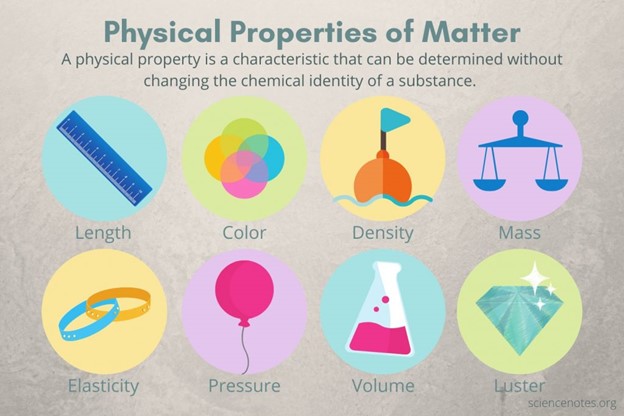 Physical Properties of Matter
A physical property is a characteristic that can be determined without
changing the chemical identity of a substance.
Length
Color
Density
Mass
Elasticity
Pressure
Volume
Luster
sciencenotes.org